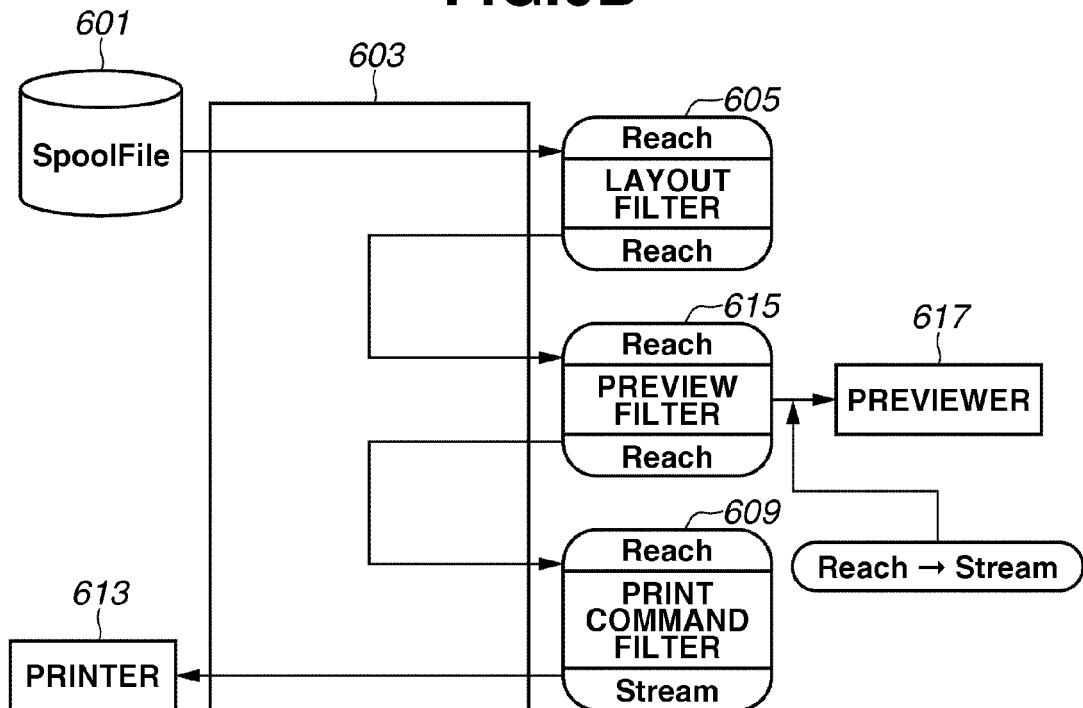 601
603
605
SpoolFile
Reach
LAYOUT
FILTER
Reach
615
617
Reach
PREVIEW
FILTER
Reach
PREVIEWER
609
Reach
PRINT
COMMAND
FILTER
Stream
Reach → Stream
613
PRINTER